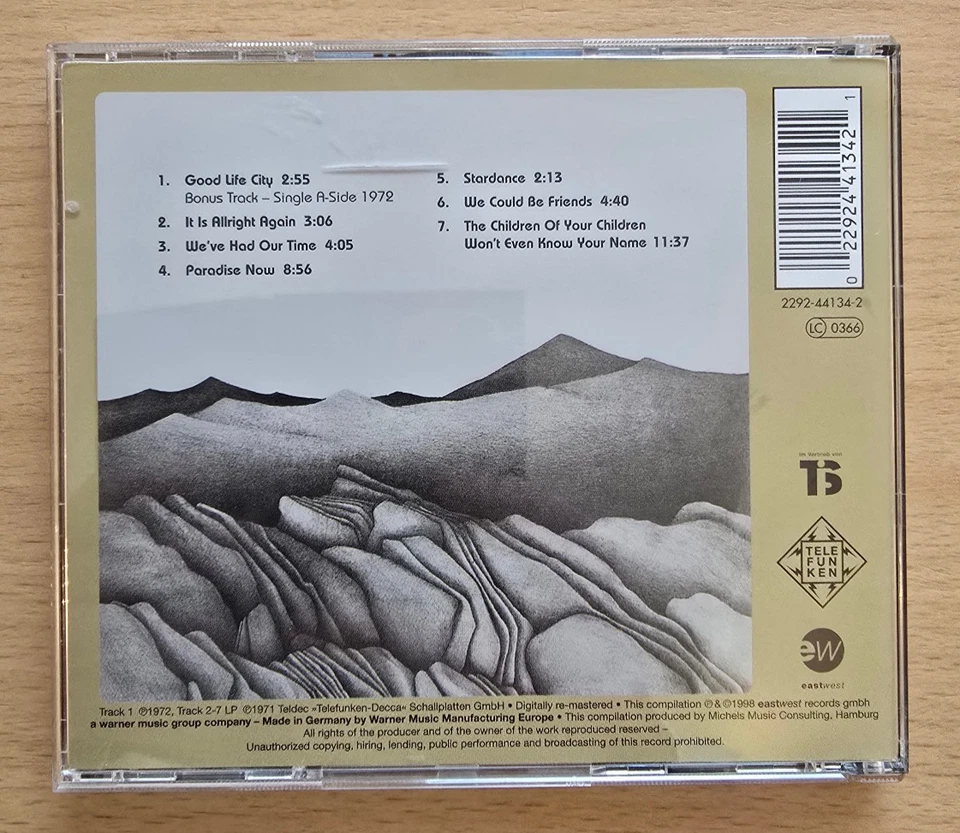 1. Good Life City 2:55
Bonus Track – Single A-Side 1972
2. It Is Allright Again 3:06
3. We've Had Our Time 4:05
4. Paradise Now 8:56
5. Stardance 2:13
6. We Could Be Friends 4:40
7. The Children Of Your Children
Won't Even Know Your Name 11:37
0 22924 41342 1
2292-44134-2
LC 0366
im Vertrieb von
TIS
TELE
FUN
KEN
ew
eastwest
Track 1 ℗1972, Track 2-7 LP ℗1971 Teldec »Telefunken-Decca« Schallplatten GmbH • Digitally re-mastered • This compilation ℗ & ©1998 eastwest records gmbh
a warner music group company – Made in Germany by Warner Music Manufacturing Europe • This compilation produced by Michels Music Consulting, Hamburg
All rights of the producer and of the owner of the work reproduced reserved –
Unauthorized copying, hiring, lending, public performance and broadcasting of this record prohibited.